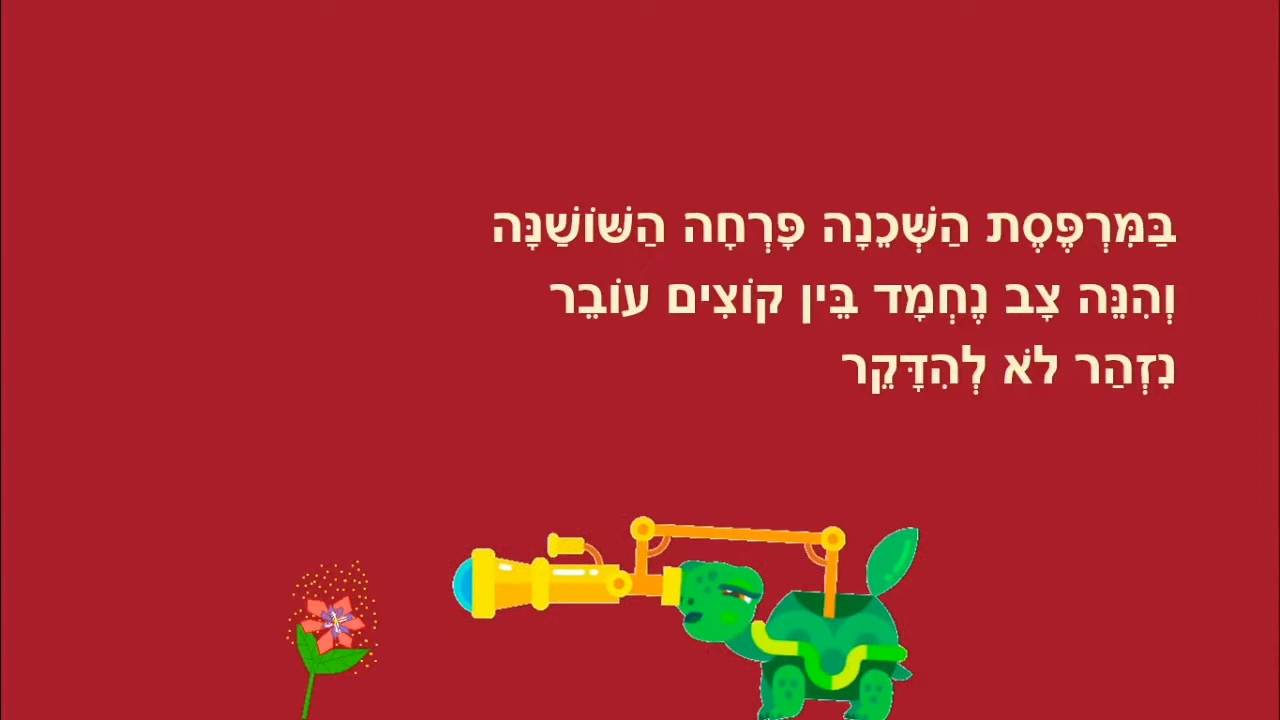 בַּמִּרְפֶּסֶת הַשְּׁכֵנָה פָּרְחָה הַשּׁוֹשַׁנָּה
וְהִנֵּה צָב נֶחְמָד בֵּין קוֹצִים עוֹבֵר
נִזְהַר לֹא לְהִדָּקֵר